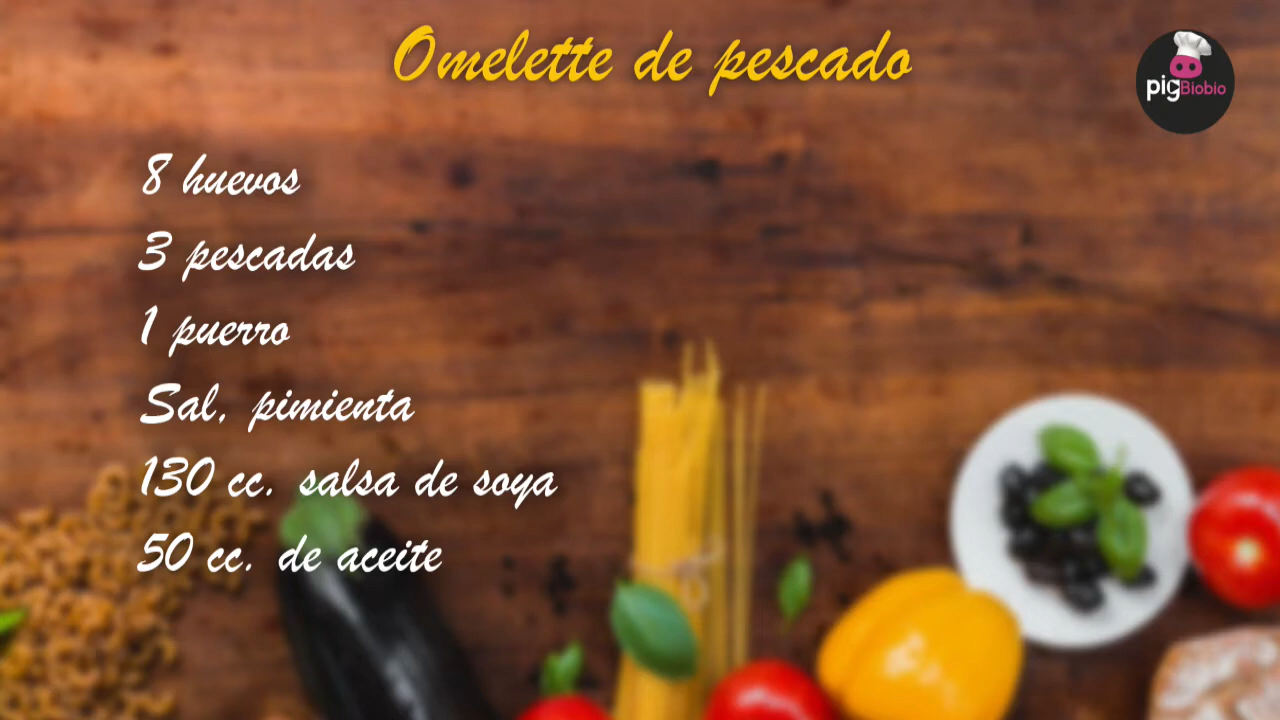 Omelette de pescado
pigBiobio
8 huevos
3 pescadas
1 puerro
Sal, pimienta
130 cc. salsa de soya
50 cc. de aceite